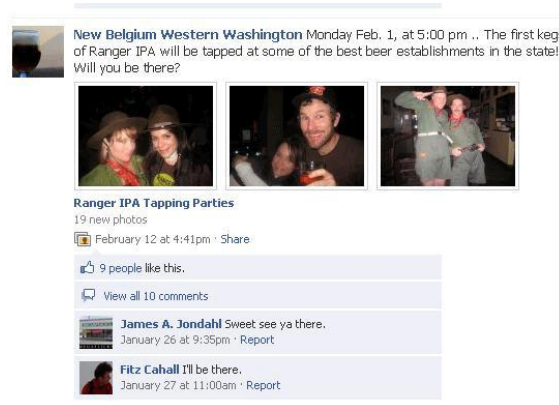 New Belgium Western Washington Monday Feb. 1, at 5:00 pm .. The first keg
of Ranger IPA will be tapped at some of the best beer establishments in the state!
Will you be there?
Ranger IPA Tapping Parties
19 new photos
February 12 at 4:41pm · Share
9 people like this.
View all 10 comments
James A. Jondahl Sweet see ya there.
January 26 at 9:35pm · Report
Fitz Cahall I'll be there.
January 27 at 11:00am · Report